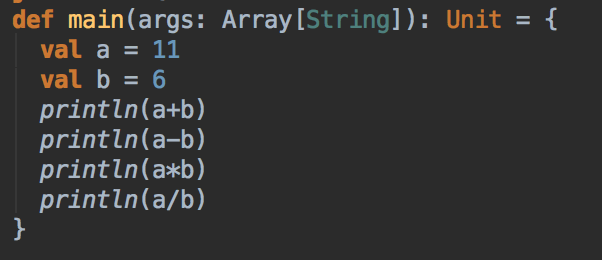 def main(args: Array[String]): Unit = {
  val a = 11
  val b = 6
  println(a+b)
  println(a-b)
  println(a*b)
  println(a/b)
}